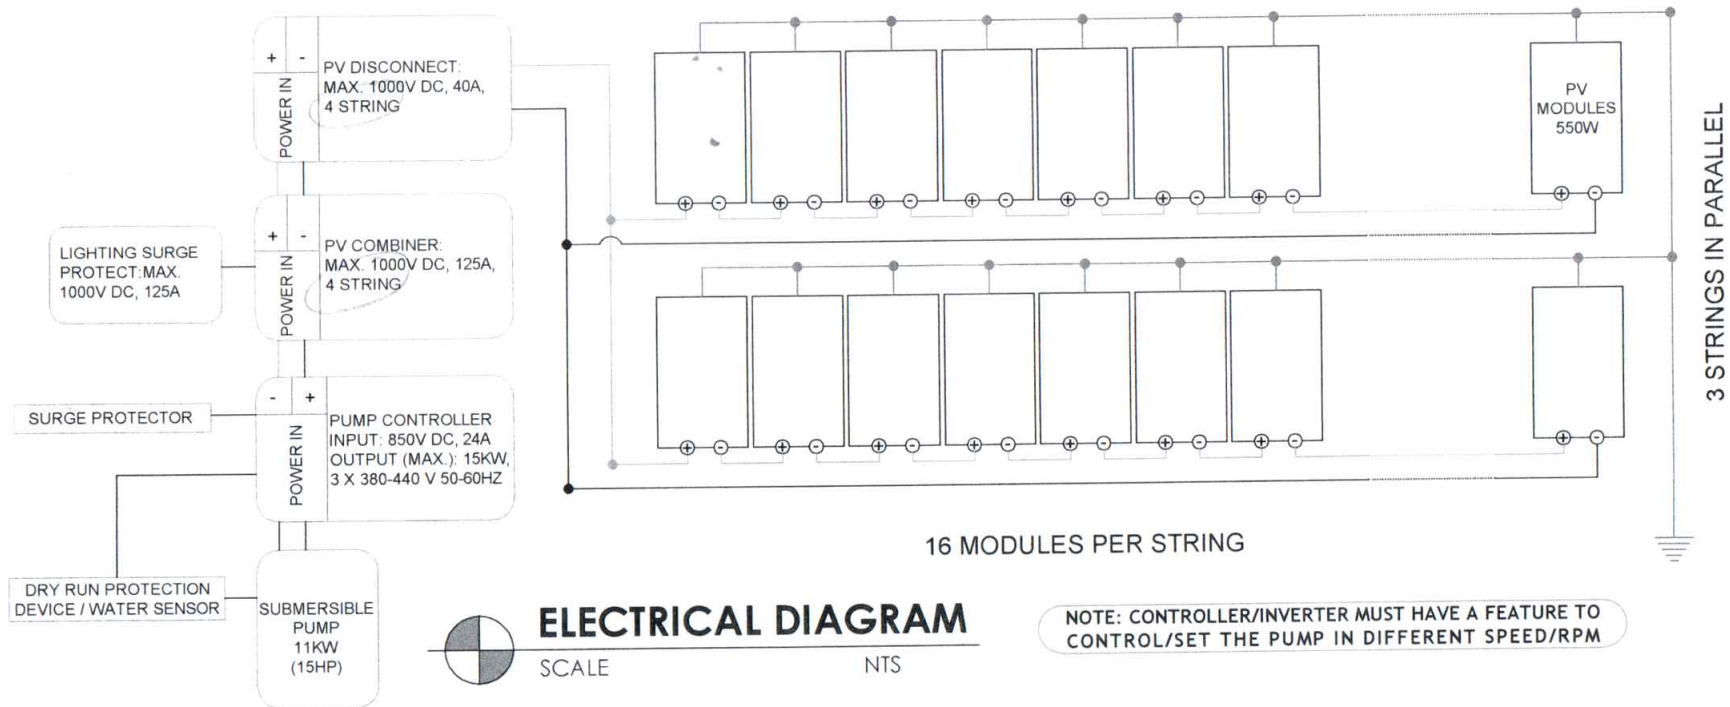 + -
POWER IN
PV DISCONNECT:
MAX. 1000V DC, 40A,
4 STRING
+ -
POWER IN
PV COMBINER:
MAX. 1000V DC, 125A,
4 STRING
LIGHTING SURGE
PROTECT:MAX.
1000V DC, 125A
- +
POWER IN
PUMP CONTROLLER
INPUT: 850V DC, 24A
OUTPUT (MAX.): 15KW,
3 X 380-440 V 50-60HZ
SURGE PROTECTOR
DRY RUN PROTECTION
DEVICE / WATER SENSOR
SUBMERSIBLE
PUMP
11KW
(15HP)
PV
MODULES
550W
+ - + - + - + - + - + - + - + -
+ - + - + - + - + - + - + - + -
3 STRINGS IN PARALLEL
16 MODULES PER STRING
ELECTRICAL DIAGRAM
SCALE NTS
NOTE: CONTROLLER/INVERTER MUST HAVE A FEATURE TO
CONTROL/SET THE PUMP IN DIFFERENT SPEED/RPM